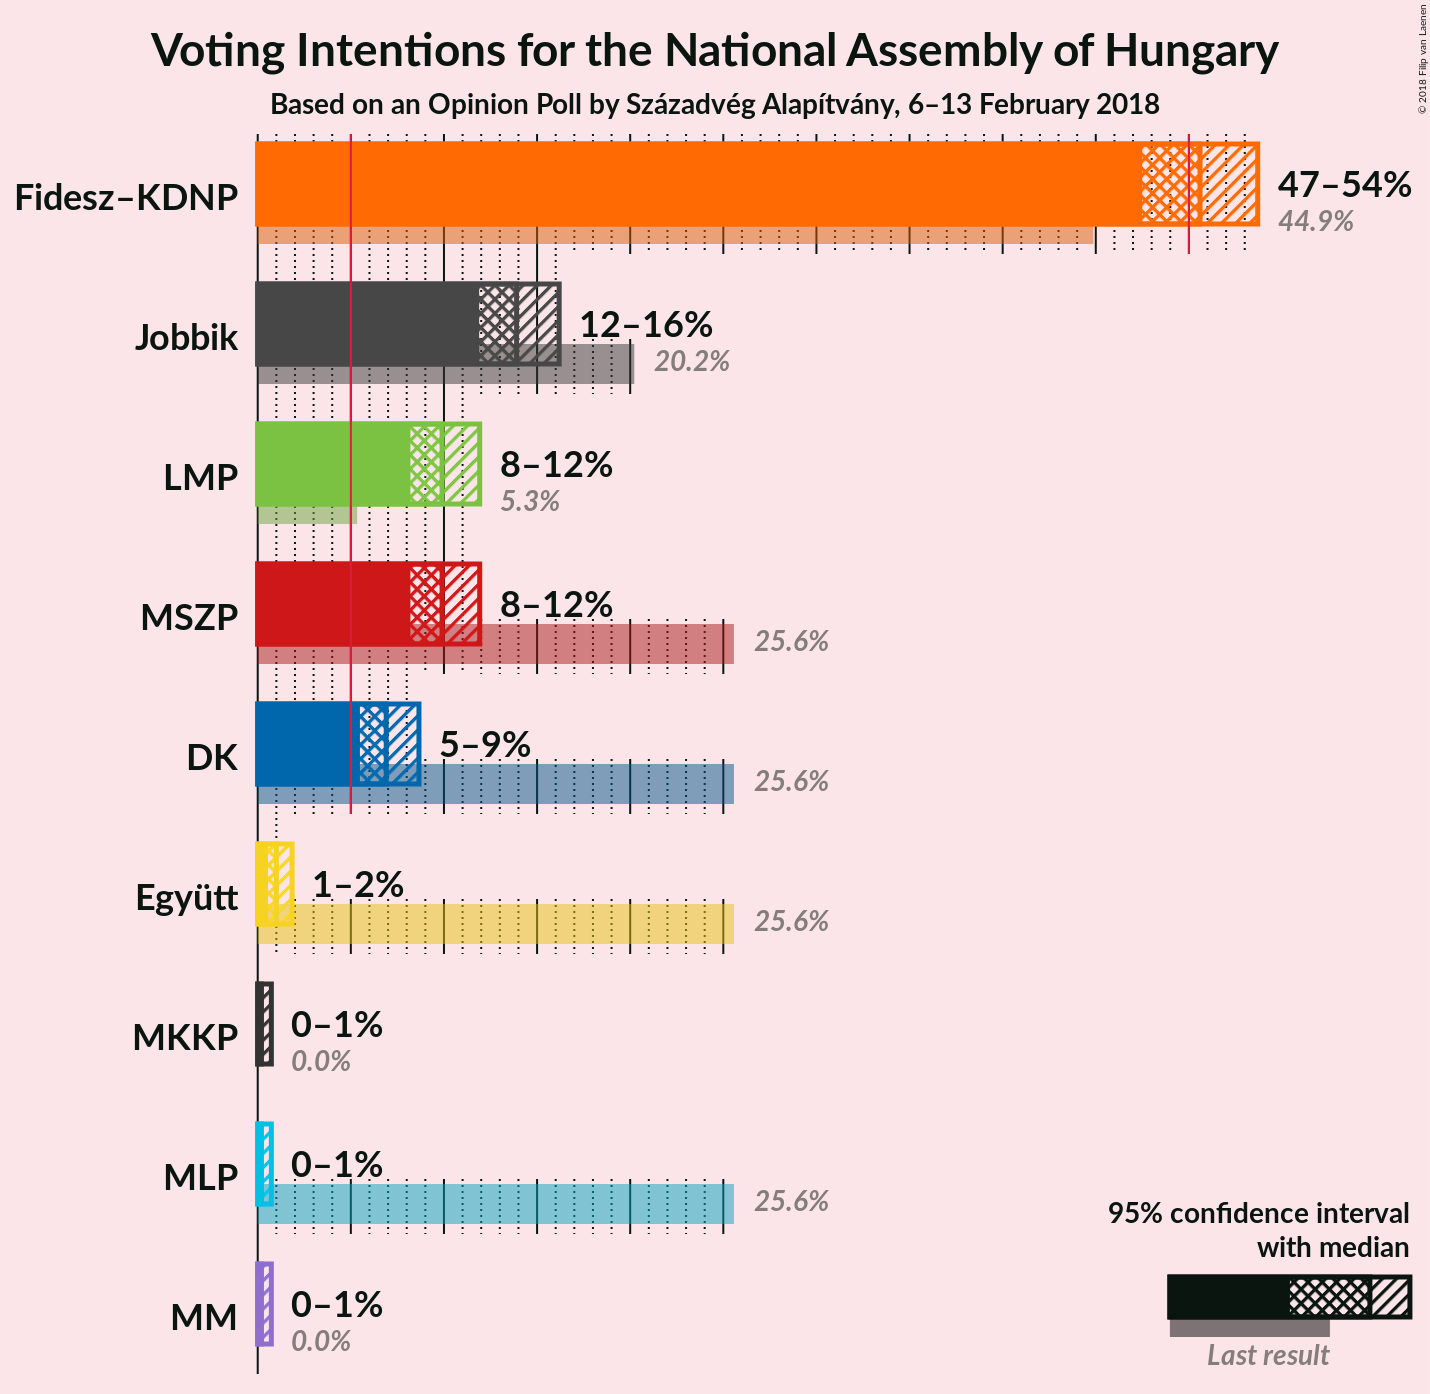 Voting Intentions for the National Assembly of Hungary
Based on an Opinion Poll by Századvég Alapítvány, 6–13 February 2018
© 2018 Filip van Laenen
Fidesz–KDNP
47–54%
44.9%
Jobbik
12–16%
20.2%
LMP
8–12%
5.3%
MSZP
8–12%
25.6%
DK
5–9%
25.6%
Együtt
1–2%
25.6%
MKKP
0–1%
0.0%
MLP
0–1%
25.6%
MM
0–1%
0.0%
95% confidence interval
with median
Last result